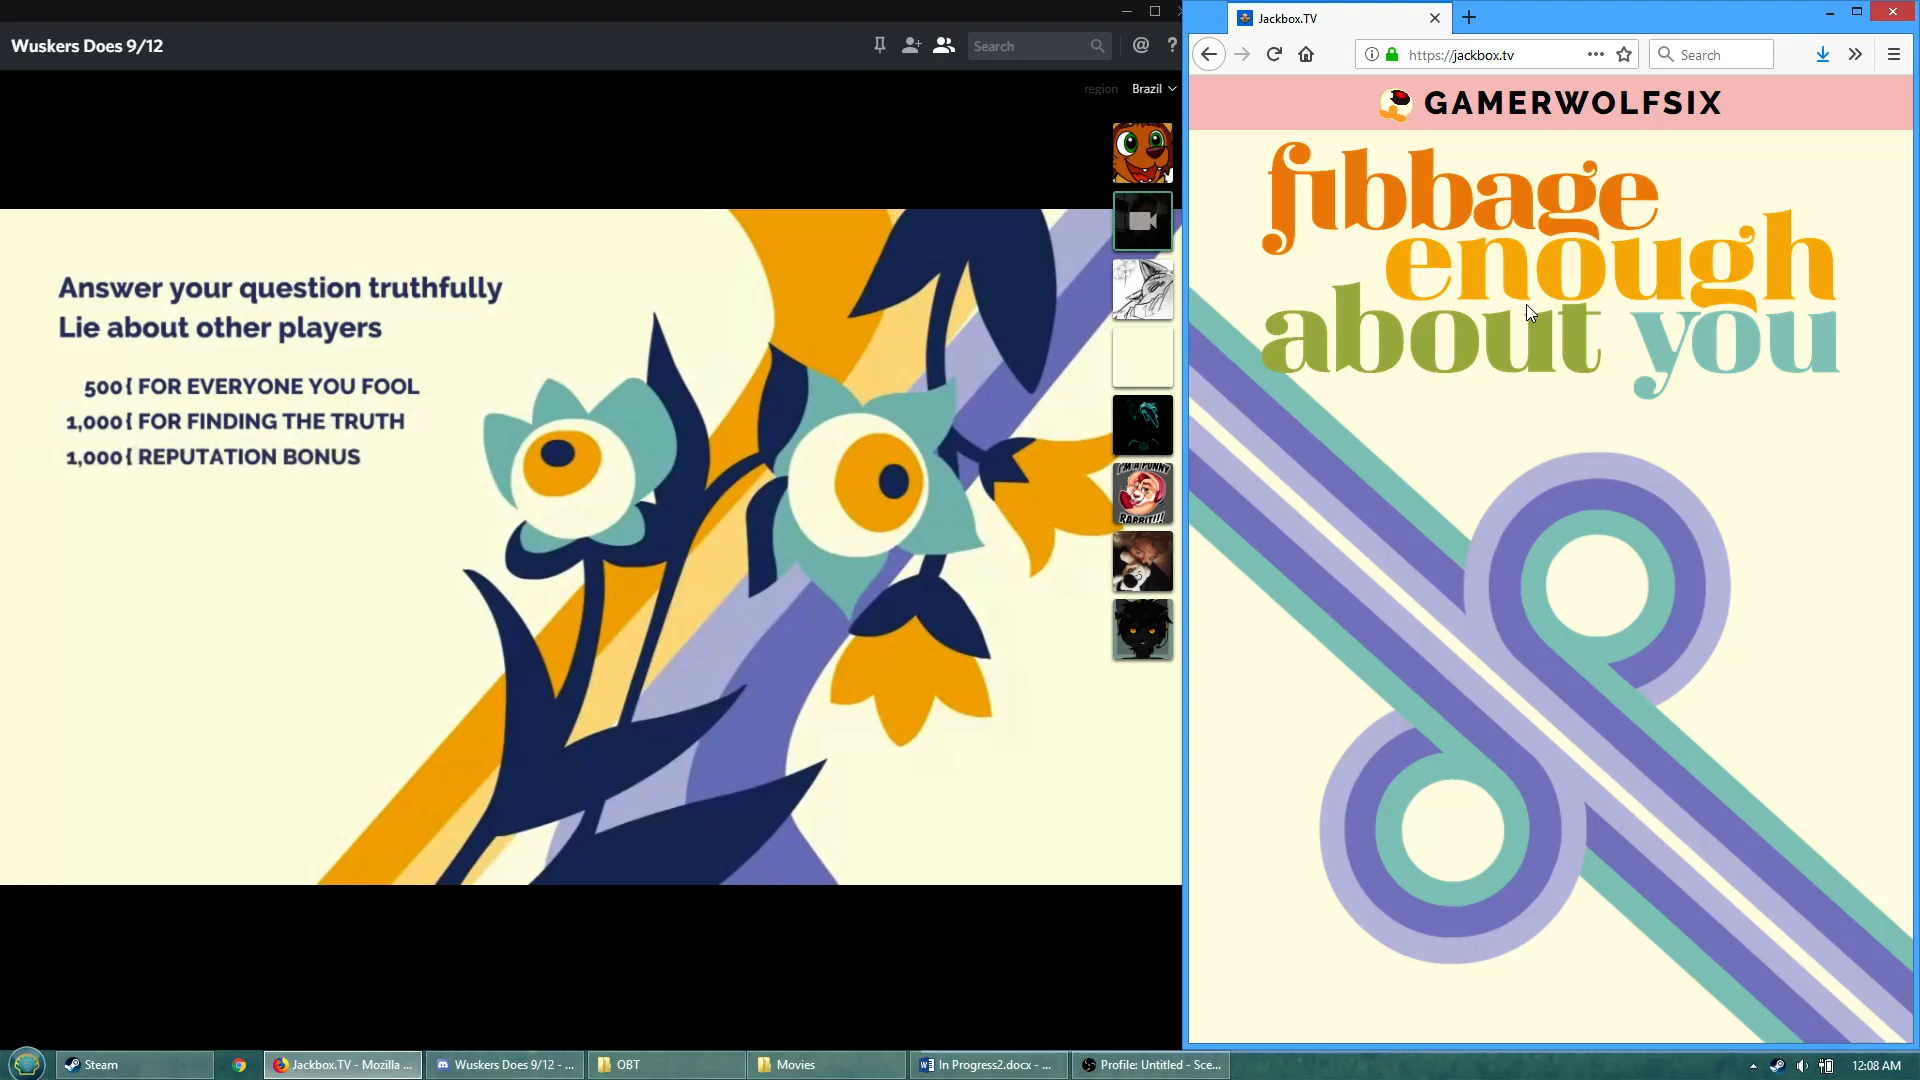 Wuskers Does 9/12
Search
region Brazil
Answer your question truthfully
Lie about other players
500{ FOR EVERYONE YOU FOOL
1,000{ FOR FINDING THE TRUTH
1,000{ REPUTATION BONUS
I'M A FUNNY
RABBIT!!!
Jackbox.TV
https://jackbox.tv
Search
GAMERWOLFSIX
fibbage
enough
about you
Steam
Jackbox.TV - Mozilla ...
Wuskers Does 9/12 - ...
OBT
Movies
In Progress2.docx - ...
Profile: Untitled - Sce...
12:08 AM